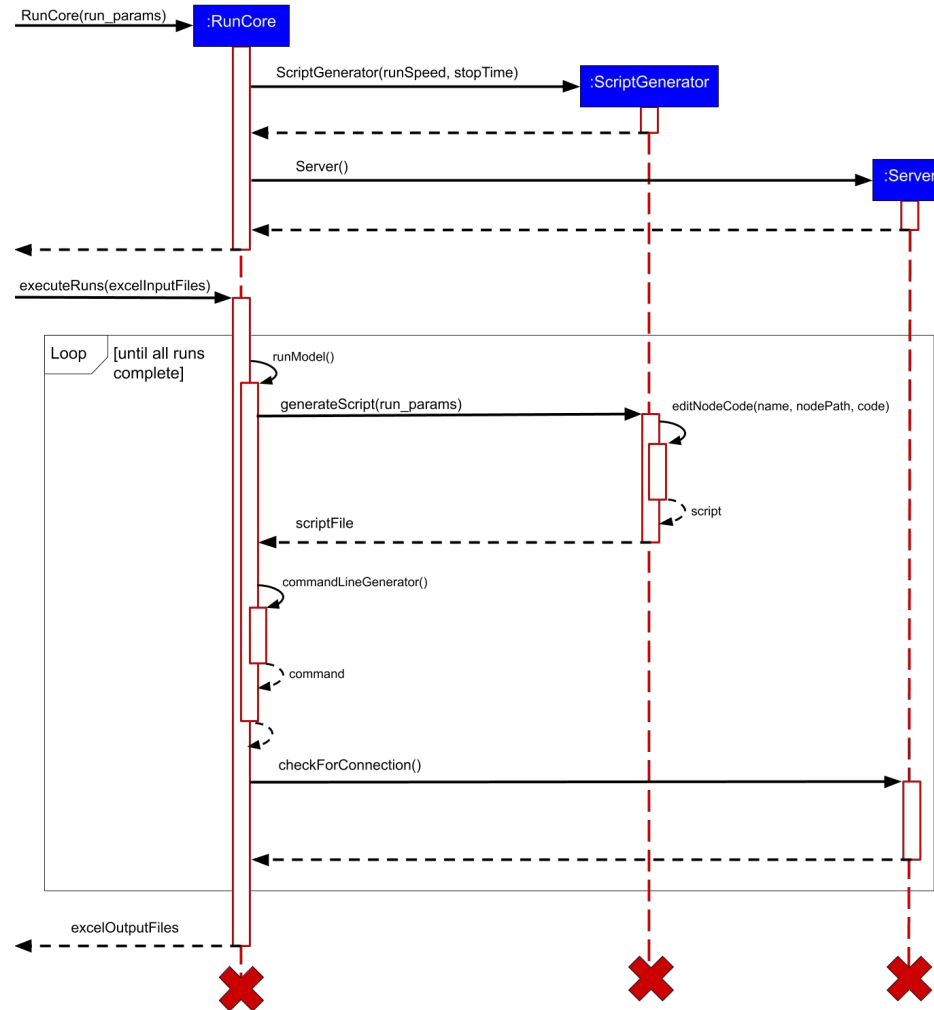 RunCore(run_params)
:RunCore
ScriptGenerator(runSpeed, stopTime)
:ScriptGenerator
Server()
:Server
executeRuns(excelInputFiles)
Loop
[until all runs
complete]
runModel()
generateScript(run_params)
editNodeCode(name, nodePath, code)
script
scriptFile
commandLineGenerator()
command
checkForConnection()
excelOutputFiles